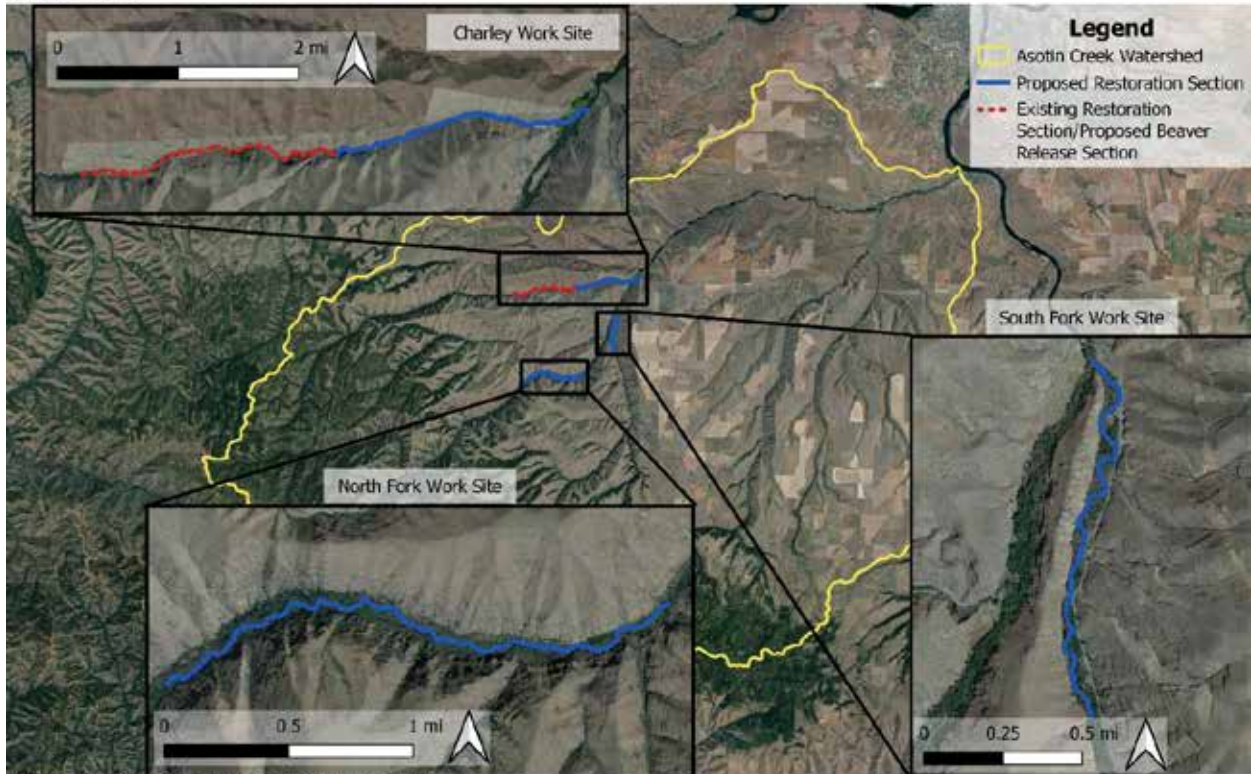 0 1 2 mi
Charley Work Site
Legend
Asotin Creek Watershed
Proposed Restoration Section
Existing Restoration
Section/Proposed Beaver
Release Section
South Fork Work Site
North Fork Work Site
0 0.5 1 mi
0 0.25 0.5 mi